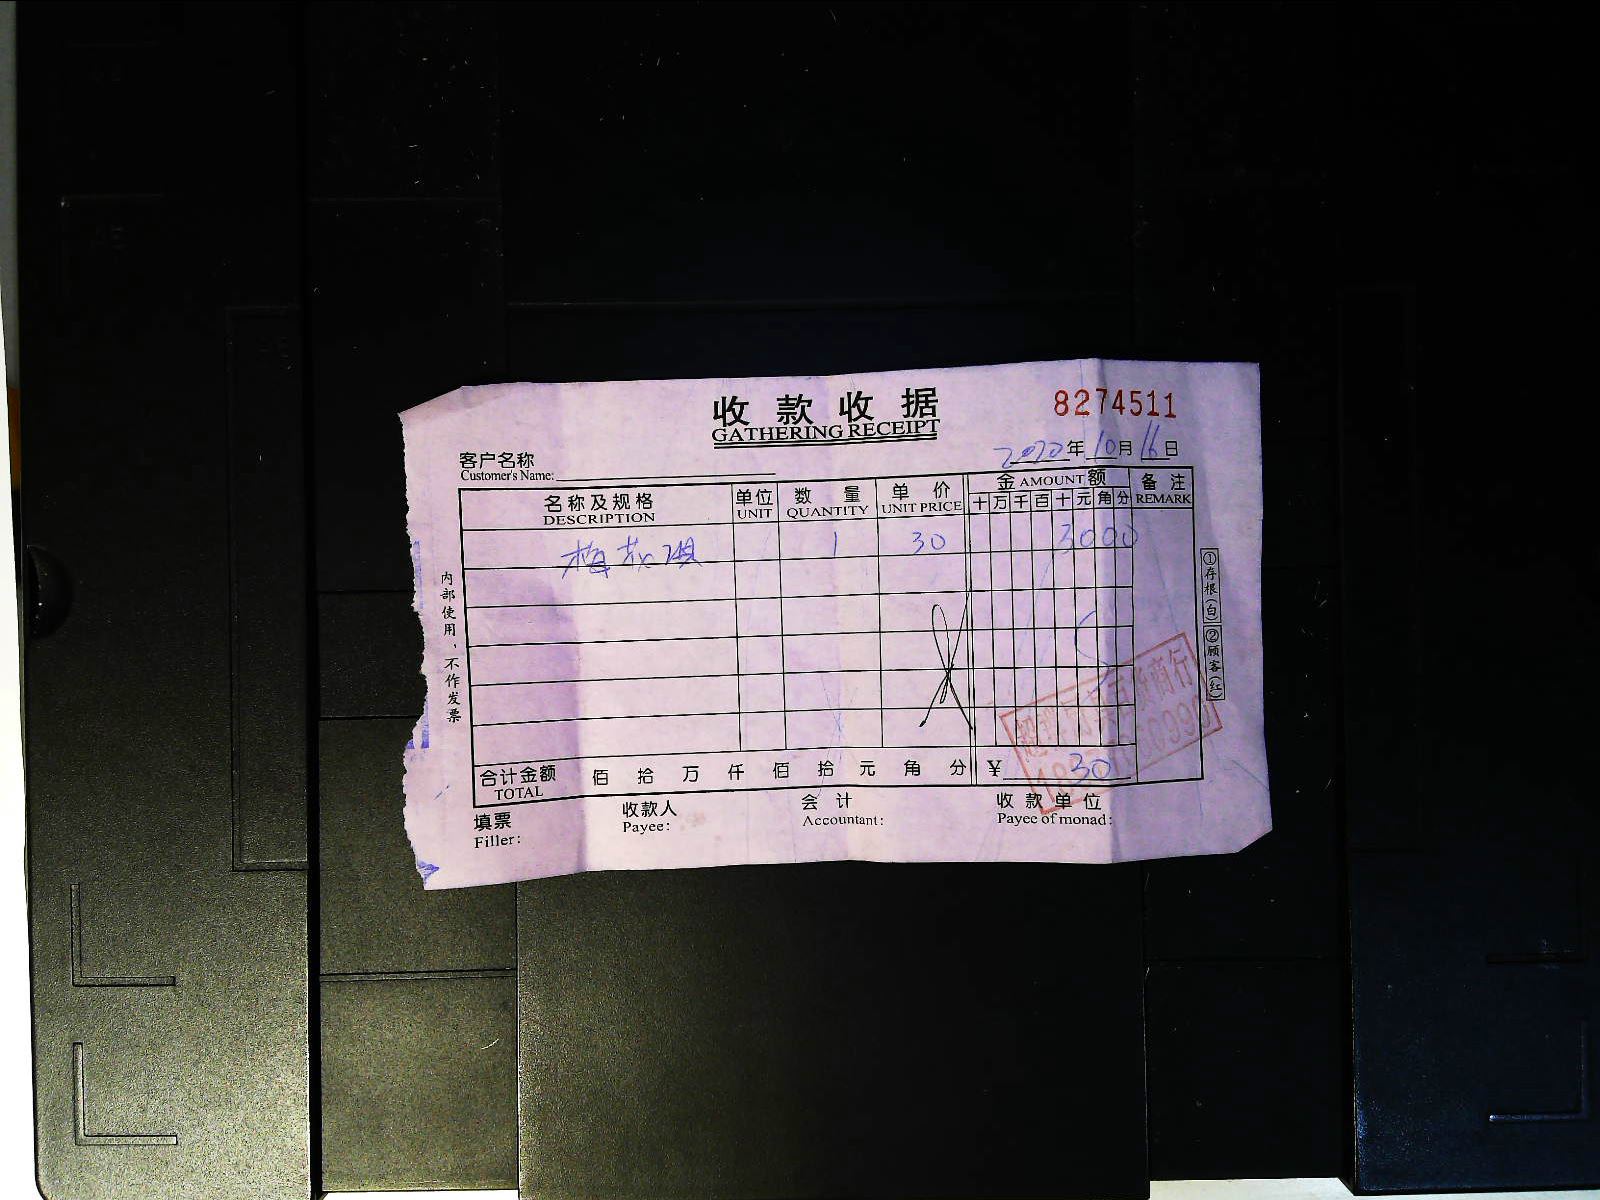 收款收据
GATHERING RECEIPT
8274511
2020年10月16日
客户名称
Customer's Name:
名称及规格 单位 数量 单价 金 AMOUNT 额 备注
DESCRIPTION UNIT QUANTITY UNIT PRICE 十万千百十元角分 REMARK
梅花 1 30 3000
内部使用，不作发票
①存根(白)②顾客(红)
合计金额 佰 拾 万 仟 佰 拾 元 角 分 ¥ 30
TOTAL
填票 收款人 会计 收款单位
Filler: Payee: Accountant: Payee of monad: